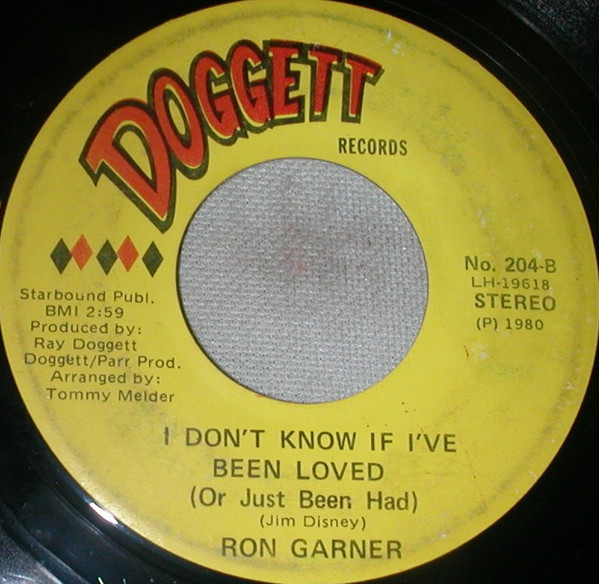 DOGGETT
RECORDS
No. 204-B
LH-19618
STEREO
(P) 1980
Starbound Publ.
BMI 2:59
Produced by:
Ray Doggett
Doggett/Parr Prod.
Arranged by:
Tommy Melder
I DON'T KNOW IF I'VE
BEEN LOVED
(Or Just Been Had)
(Jim Disney)
RON GARNER